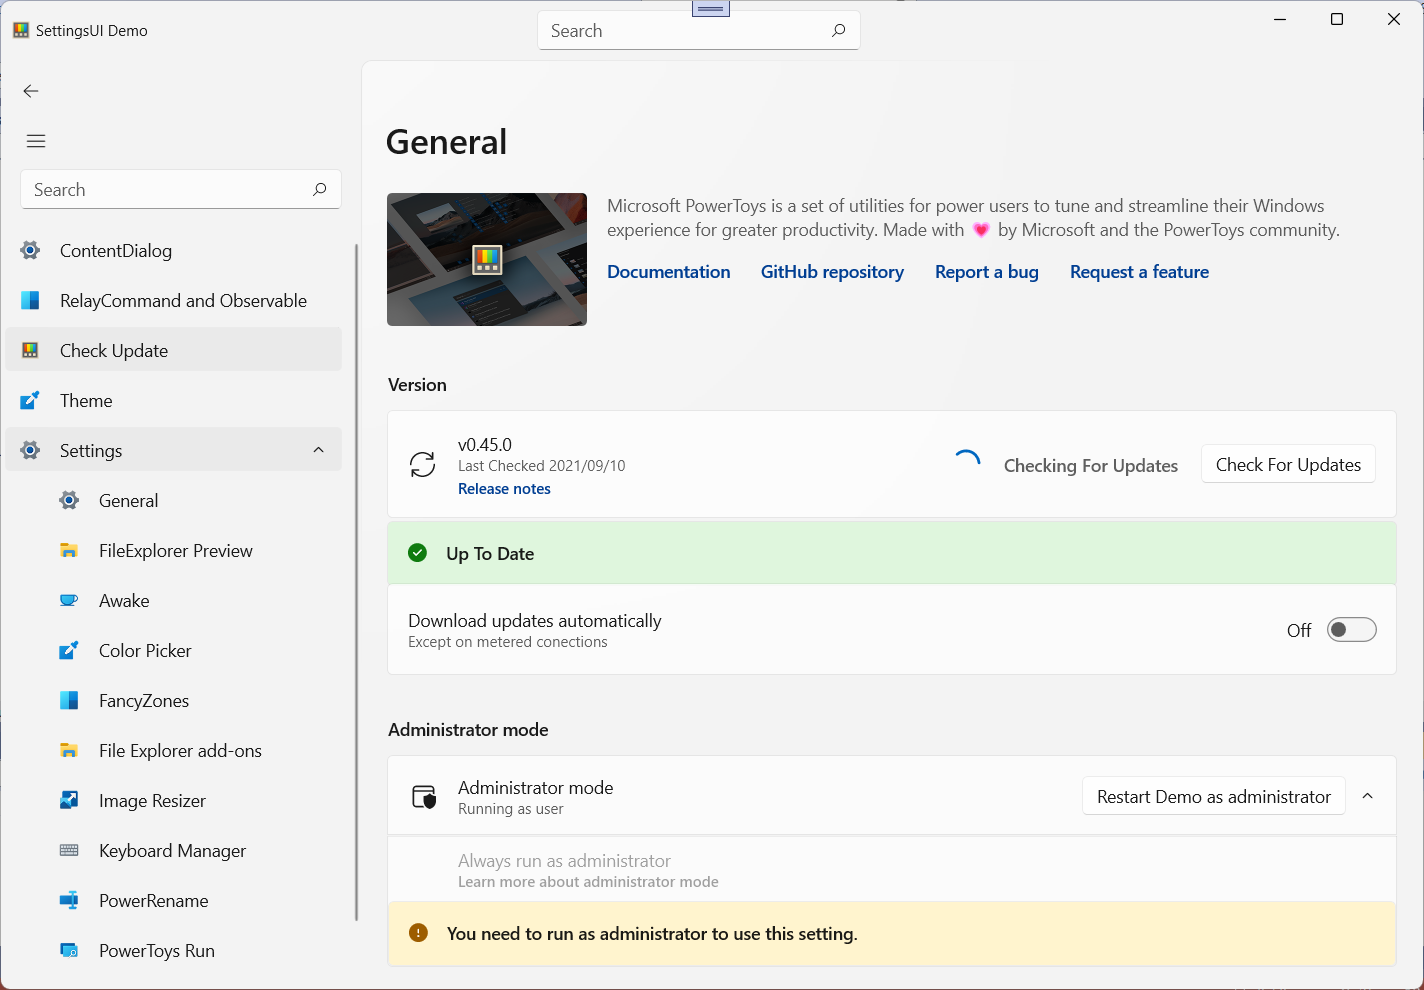 SettingsUI Demo
Search
Search
ContentDialog
RelayCommand and Observable
Check Update
Theme
Settings
General
FileExplorer Preview
Awake
Color Picker
FancyZones
File Explorer add-ons
Image Resizer
Keyboard Manager
PowerRename
PowerToys Run
General
Microsoft PowerToys is a set of utilities for power users to tune and streamline their Windows
experience for greater productivity. Made with 💗 by Microsoft and the PowerToys community.
Documentation GitHub repository Report a bug Request a feature
Version
v0.45.0
Last Checked 2021/09/10
Release notes
Checking For Updates
Check For Updates
Up To Date
Download updates automatically
Except on metered conections
Off
Administrator mode
Administrator mode
Running as user
Restart Demo as administrator
Always run as administrator
Learn more about administrator mode
You need to run as administrator to use this setting.